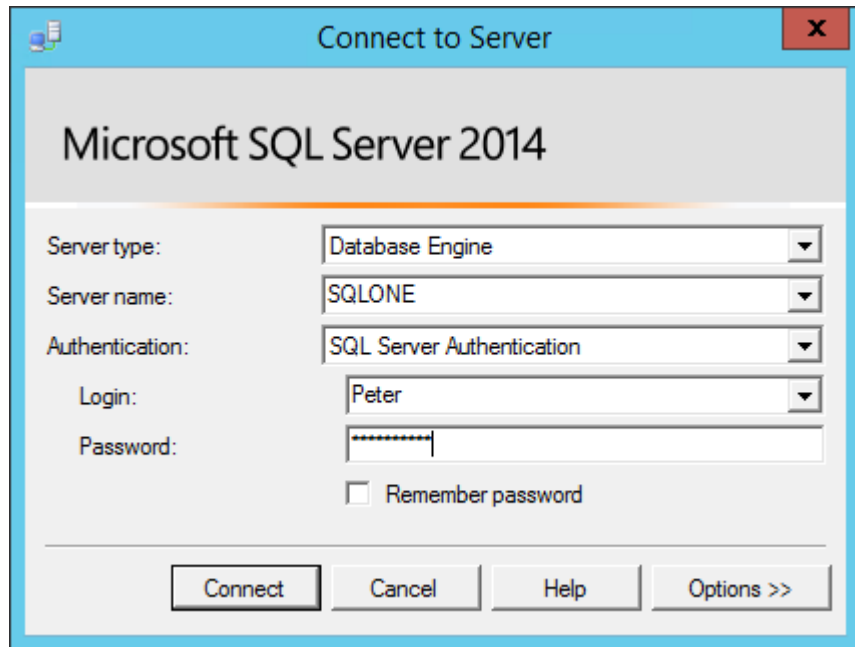 Connect to Server
x
Microsoft SQL Server 2014
Server type: Database Engine
Server name: SQLONE
Authentication: SQL Server Authentication
Login: Peter
Password: **********
Remember password
Connect Cancel Help Options >>